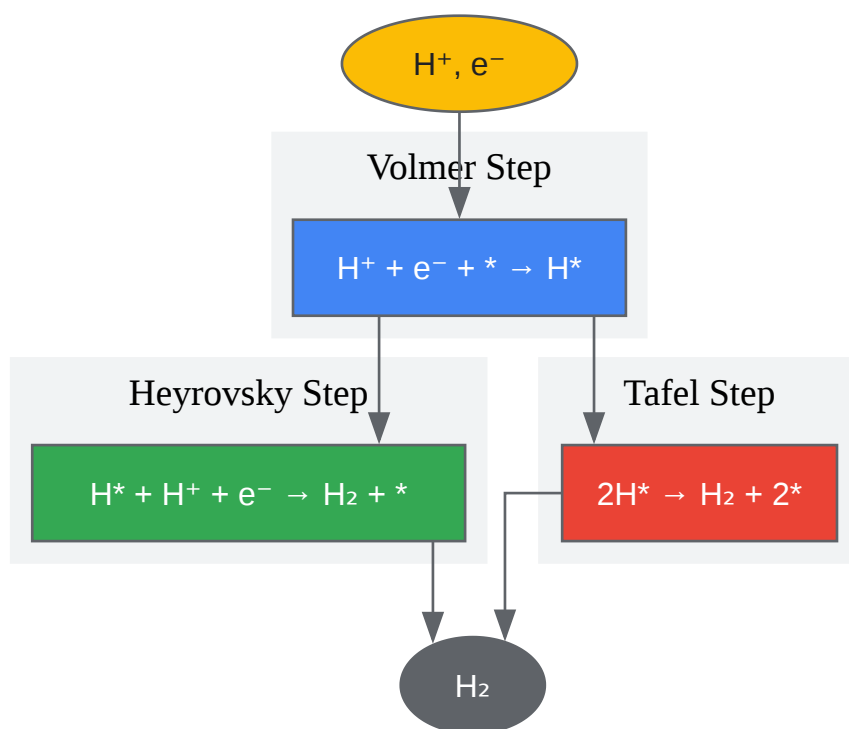 H⁺, e⁻
Volmer Step
H⁺ + e⁻ + * → H*
Heyrovsky Step
H* + H⁺ + e⁻ → H₂ + *
Tafel Step
2H* → H₂ + 2*
H₂